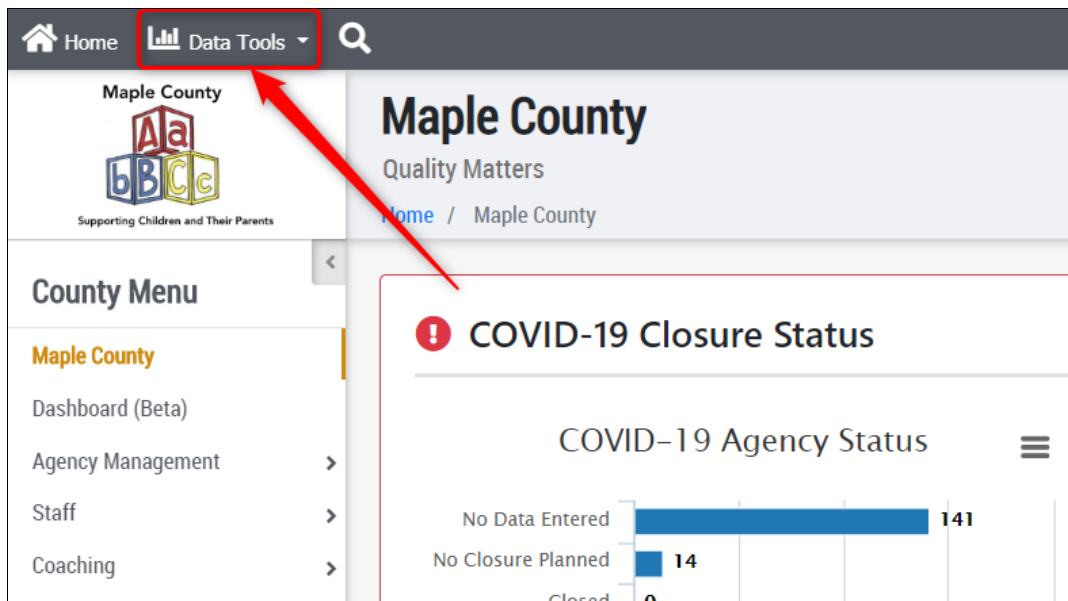 Home Data Tools
Maple County
Aa
bBCc
Supporting Children and Their Parents
Maple County
Quality Matters
Home / Maple County
County Menu
Maple County
Dashboard (Beta)
Agency Management
Staff
Coaching
COVID-19 Closure Status
COVID-19 Agency Status
No Data Entered 141
No Closure Planned 14
Closed 0